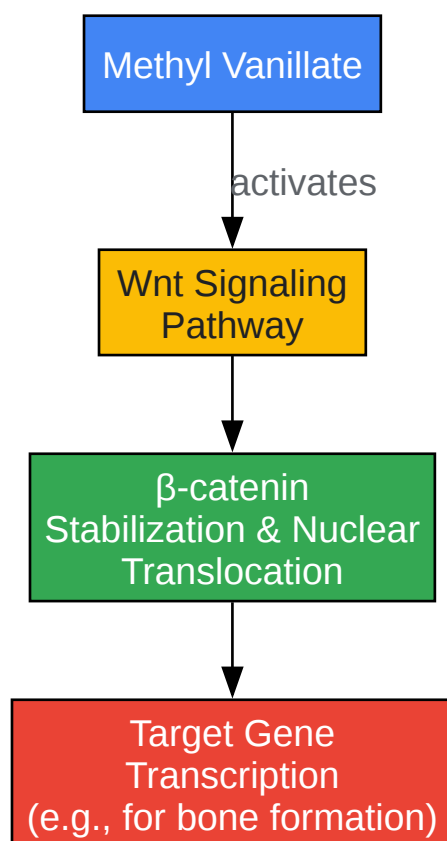 Methyl Vanillate
activates
Wnt Signaling
Pathway
β-catenin
Stabilization & Nuclear
Translocation
Target Gene
Transcription
(e.g., for bone formation)